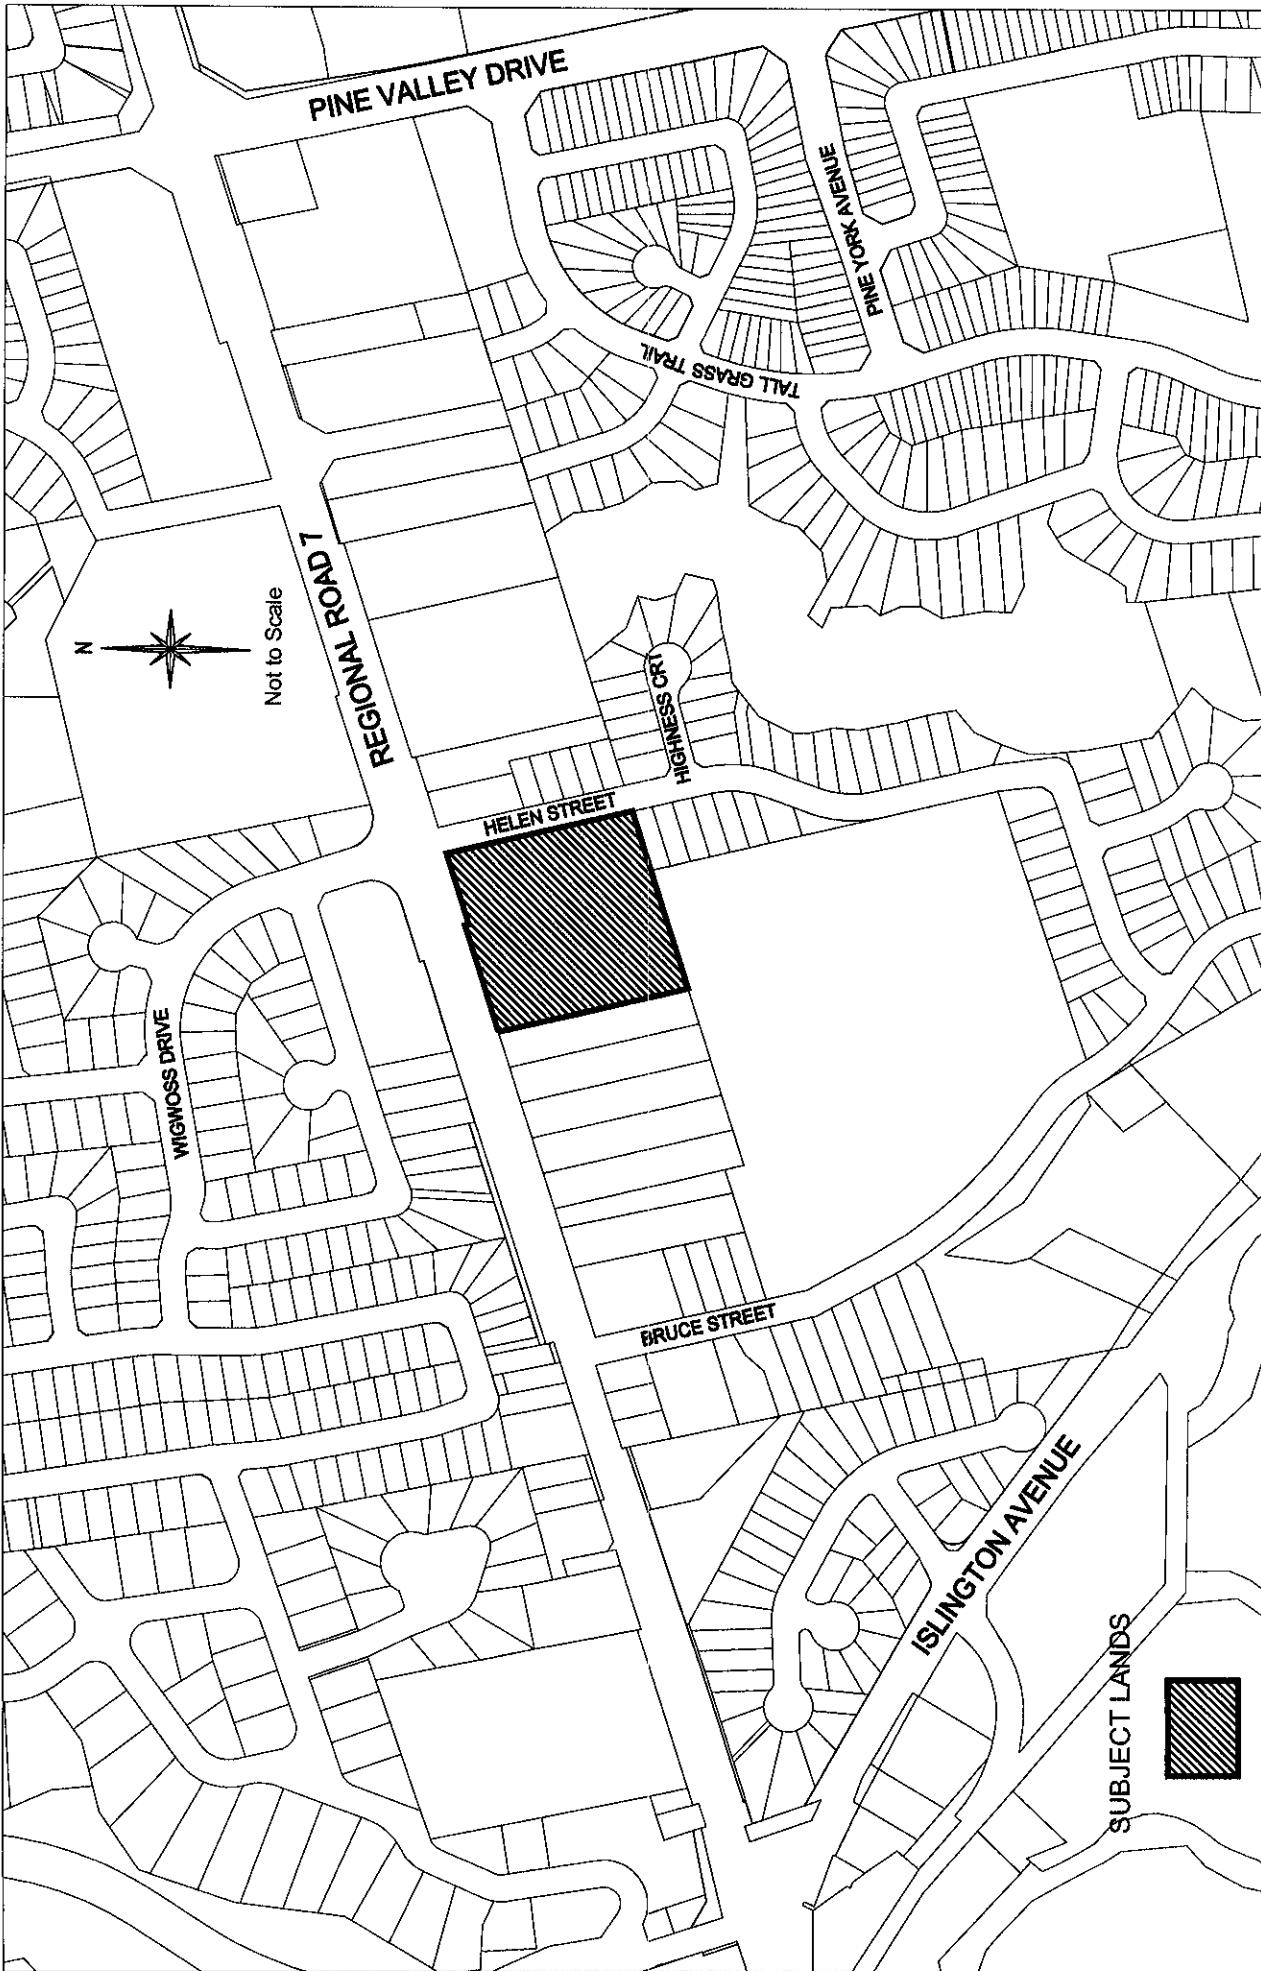 PINE VALLEY DRIVE
PINE YORK AVENUE
TALL GRASS TRAIL
REGIONAL ROAD 7
N
Not to Scale
HIGHNESS CRT
HELEN STREET
WIGWOSS DRIVE
BRUCE STREET
ISLINGTON AVENUE
SUBJECT LANDS